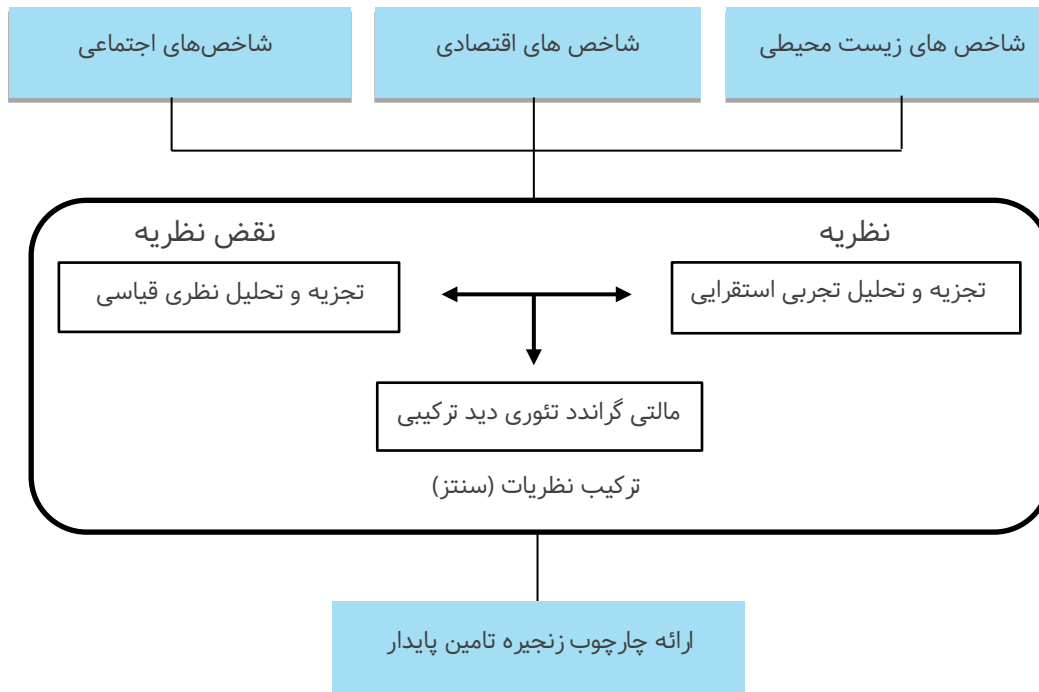 شاخص های زیست محیطی
شاخص های اقتصادی
شاخص‌های اجتماعی
نظریه
نقض نظریه
تجزیه و تحلیل تجربی استقرایی
تجزیه و تحلیل نظری قیاسی
مالتی گراندد تئوری دید ترکیبی
ترکیب نظریات (سنتز)
ارائه چارچوب زنجیره تامین پایدار